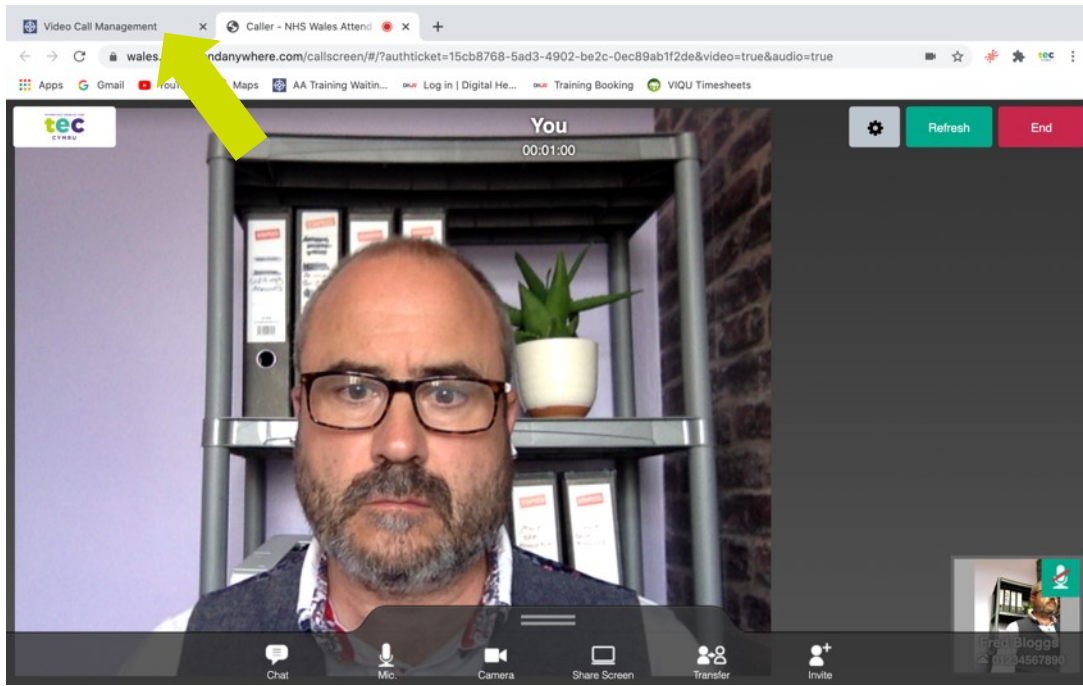 Video Call Management
Caller - NHS Wales Attend
wales.
ndanywhere.com/callscreen/#/?authticket=15cb8768-5ad3-4902-be2c-0ec89ab1f2de&video=true&audio=true
tec
Apps Gmail Maps AA Training Waitin... Log in | Digital He... Training Booking VIQU Timesheets
tec
CYMRU
You
00:01:00
Refresh
End
Fred Bloggs
01234567890
Chat Mic. Camera Share Screen Transfer Invite